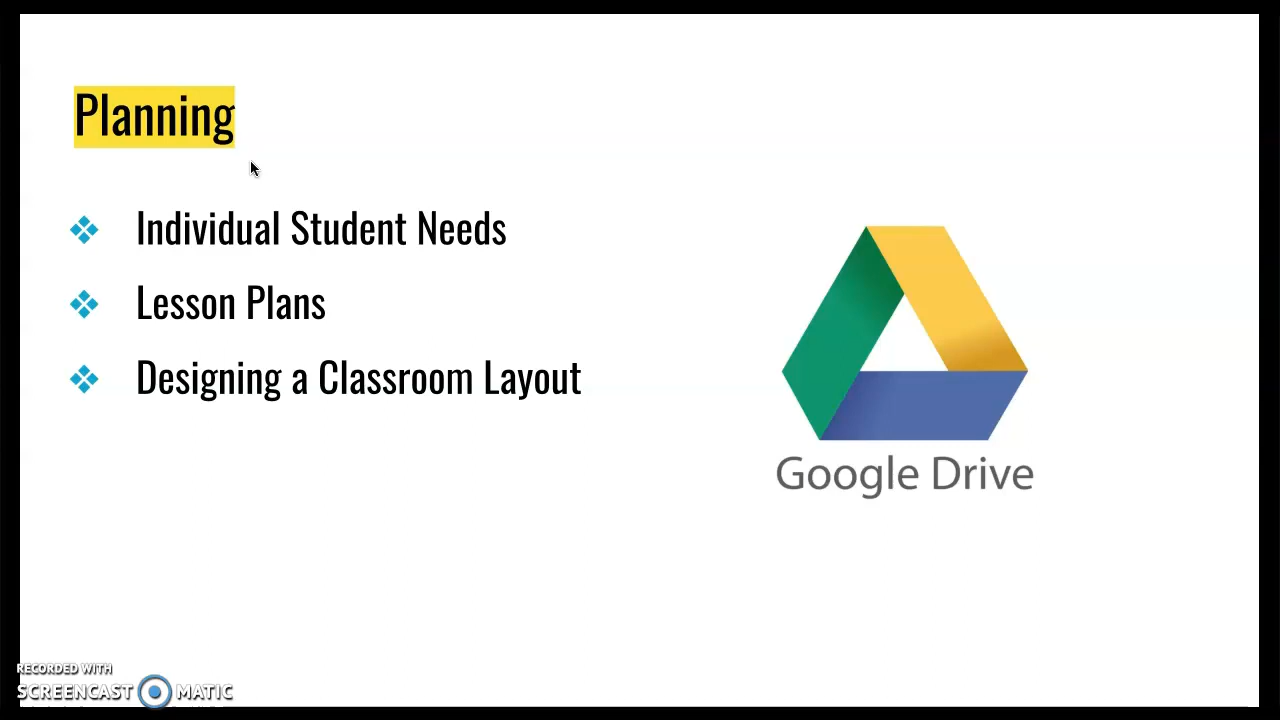 Planning
Individual Student Needs
Lesson Plans
Designing a Classroom Layout
Google Drive
RECORDED WITH
SCREENCAST MATIC